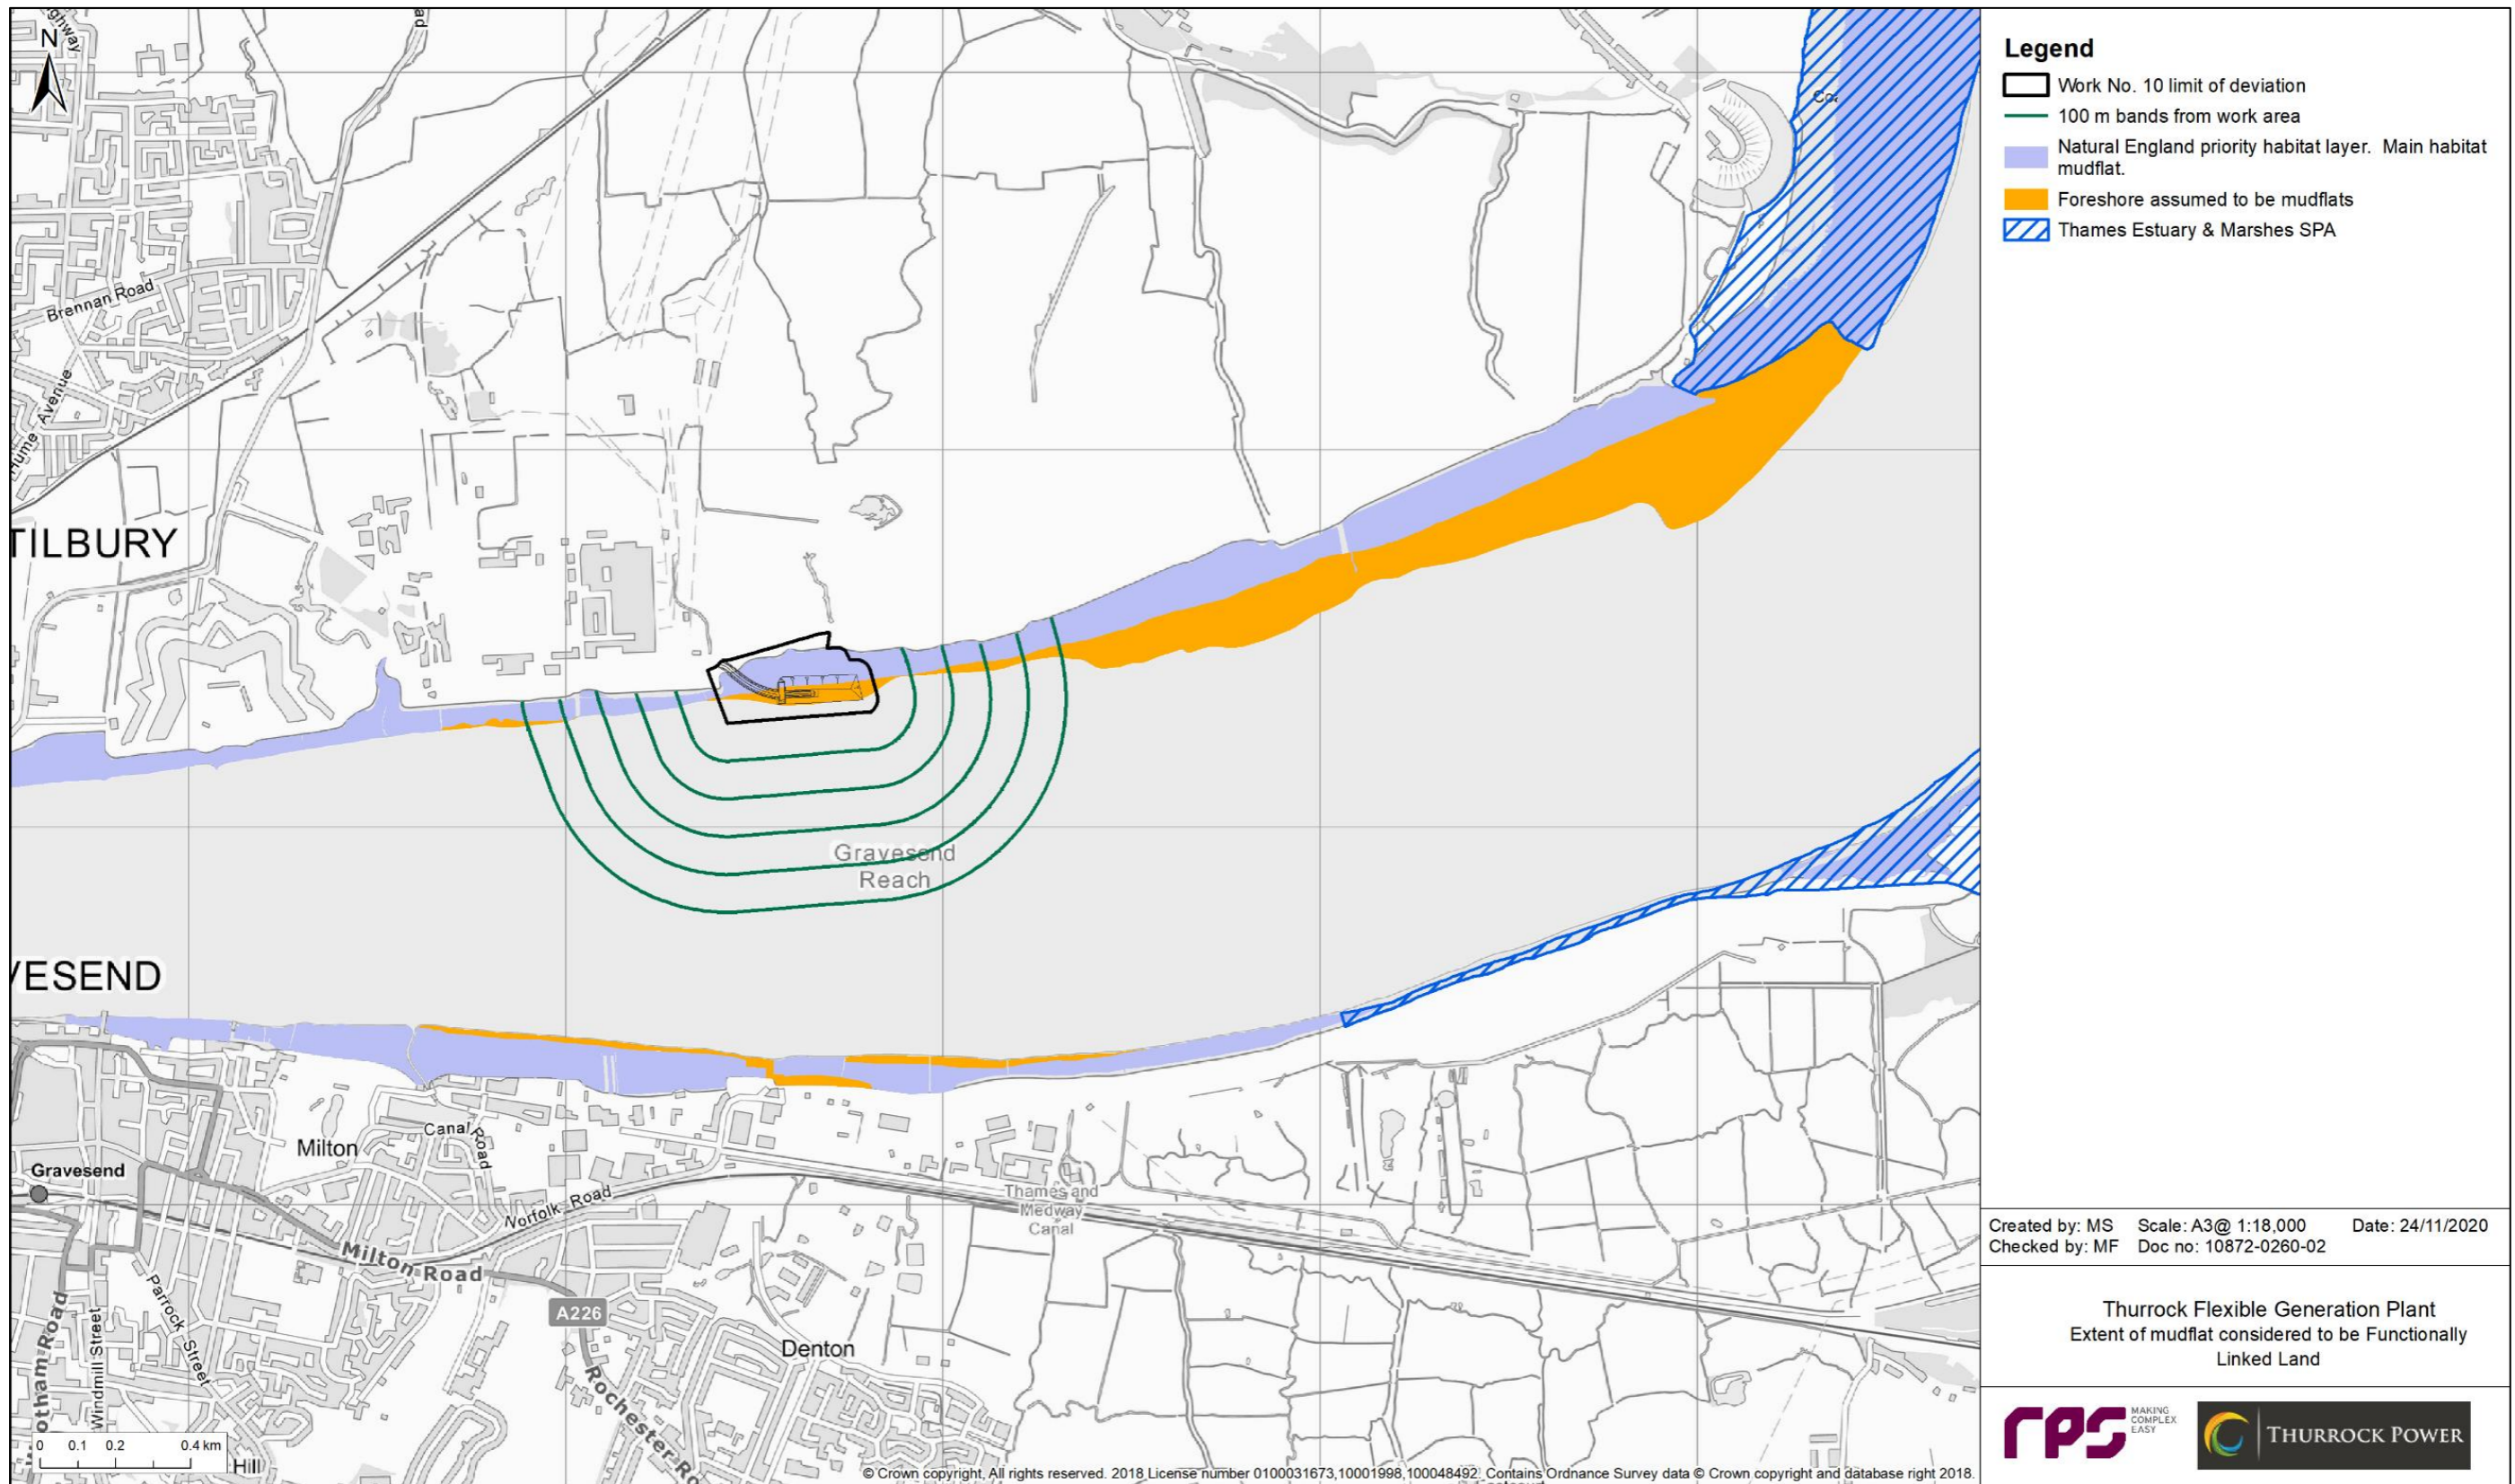 N
Brennan Road
Hume Avenue
TILBURY
Gravesend
Reach
VESEND
Milton
Canal Road
Gravesend
Norfolk Road
Thames and
Medway
Canal
Milton Road
A226
Parrock Street
Windmill Street
Denton
Hill
0 0.1 0.2 0.4 km
© Crown copyright, All rights reserved. 2018 License number 0100031673,10001998,100048492. Contains Ordnance Survey data © Crown copyright and database right 2018.
Legend
Work No. 10 limit of deviation
100 m bands from work area
Natural England priority habitat layer. Main habitat
mudflat.
Foreshore assumed to be mudflats
Thames Estuary & Marshes SPA
Created by: MS Scale: A3@ 1:18,000 Date: 24/11/2020
Checked by: MF Doc no: 10872-0260-02
Thurrock Flexible Generation Plant
Extent of mudflat considered to be Functionally
Linked Land
rps
MAKING
COMPLEX
EASY
THURROCK POWER